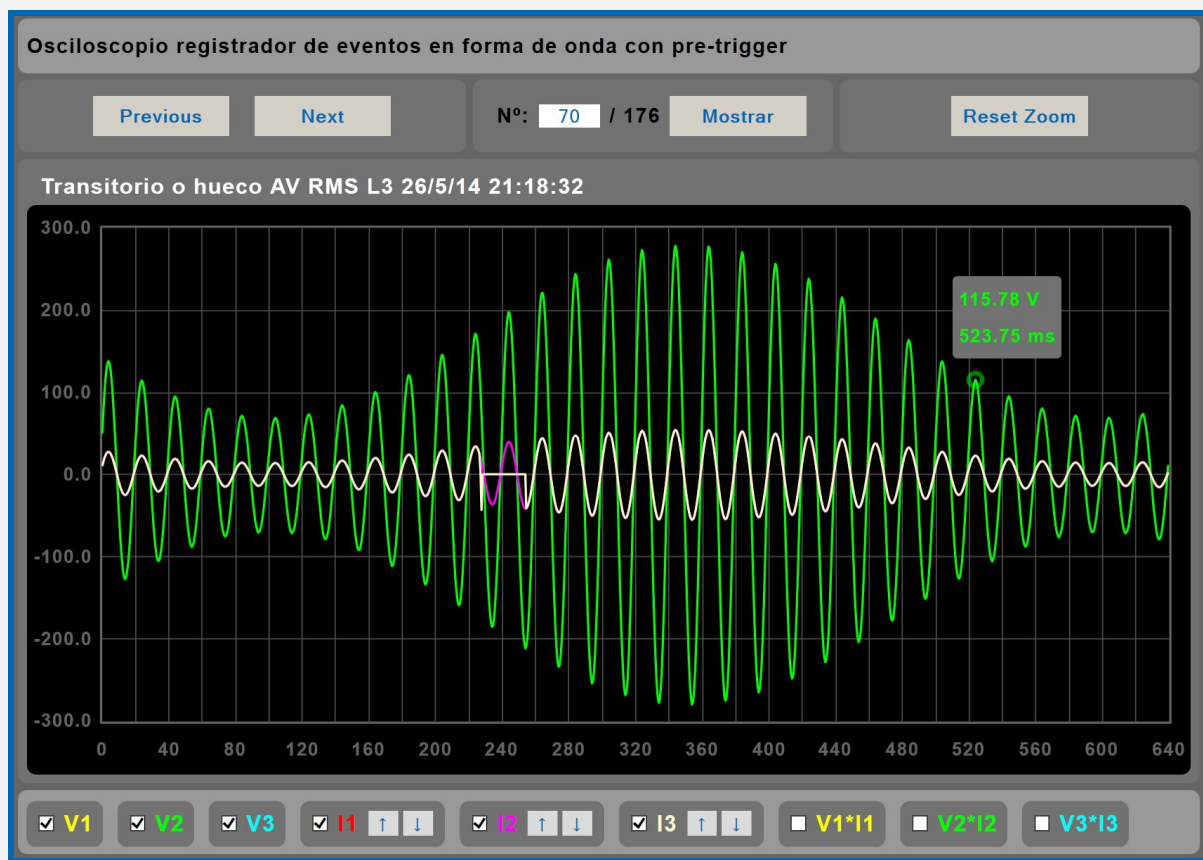 Osciloscopio registrador de eventos en forma de onda con pre-trigger
Previous Next Nº: 70 / 176 Mostrar Reset Zoom
Transitorio o hueco AV RMS L3 26/5/14 21:18:32
300.0
200.0
100.0
0.0
-100.0
-200.0
-300.0
115.78 V
523.75 ms
0 40 80 120 160 200 240 280 320 360 400 440 480 520 560 600 640
V1 V2 V3 I1 ↑ ↓ I2 ↑ ↓ I3 ↑ ↓ V1*I1 V2*I2 V3*I3